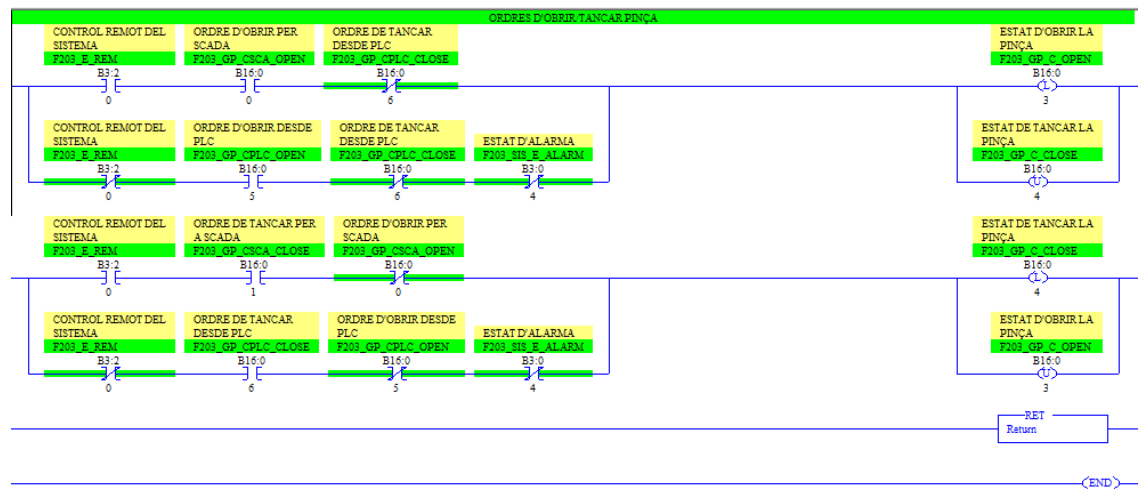 ORDRES D'OBRIR/TANCAR PINÇA
CONTROL REMOT DEL
SISTEMA
F203_E_REM
B3:2
0
ORDRE D'OBRIR PER
SCADA
F203_GP_CSCA_OPEN
B16:0
0
ORDRE DE TANCAR
DESDE PLC
F203_GP_CPLC_CLOSE
B16:0
6
ESTAT D'OBRIR LA
PINÇA
F203_GP_C_OPEN
B16:0
L
3
CONTROL REMOT DEL
SISTEMA
F203_E_REM
B3:2
0
ORDRE D'OBRIR DESDE
PLC
F203_GP_CPLC_OPEN
B16:0
5
ORDRE DE TANCAR
DESDE PLC
F203_GP_CPLC_CLOSE
B16:0
6
ESTAT D'ALARMA
F203_SIS_E_ALARM
B3:0
4
ESTAT DE TANCAR LA
PINÇA
F203_GP_C_CLOSE
B16:0
U
4
CONTROL REMOT DEL
SISTEMA
F203_E_REM
B3:2
0
ORDRE DE TANCAR PER
A SCADA
F203_GP_CSCA_CLOSE
B16:0
1
ORDRE D'OBRIR PER
SCADA
F203_GP_CSCA_OPEN
B16:0
0
ESTAT DE TANCAR LA
PINÇA
F203_GP_C_CLOSE
B16:0
L
4
CONTROL REMOT DEL
SISTEMA
F203_E_REM
B3:2
0
ORDRE DE TANCAR
DESDE PLC
F203_GP_CPLC_CLOSE
B16:0
6
ORDRE D'OBRIR DESDE
PLC
F203_GP_CPLC_OPEN
B16:0
5
ESTAT D'ALARMA
F203_SIS_E_ALARM
B3:0
4
ESTAT D'OBRIR LA
PINÇA
F203_GP_C_OPEN
B16:0
U
3
RET
Return
END